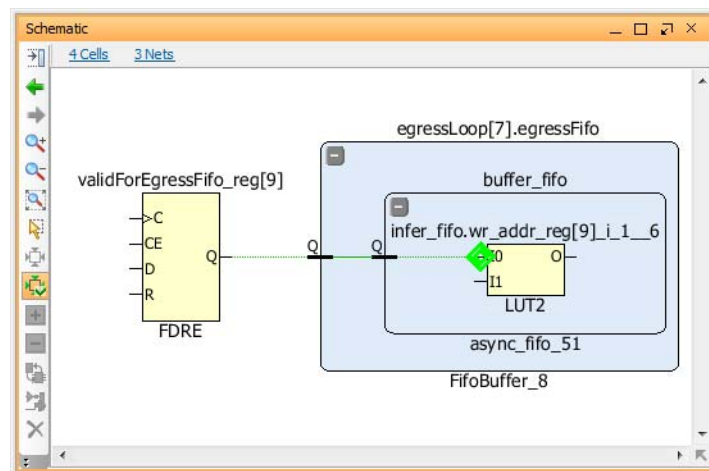 Schematic
4 Cells 3 Nets
egressLoop[7].egressFifo
validForEgressFifo_reg[9]
buffer_fifo
infer_fifo.wr_addr_reg[9]_i_1__6
C
CE
D
R
Q
Q
Q
I0
O
I1
LUT2
FDRE
async_fifo_51
FifoBuffer_8